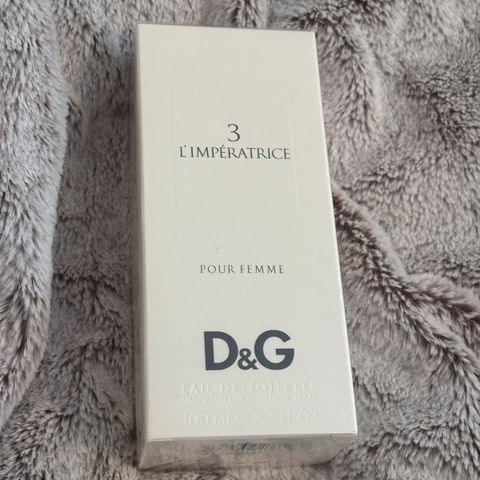 3
L'IMPÉRATRICE
POUR FEMME
D&G
EAU DE TOILETTE
VAPORISATEUR NATURAL SPRAY
100 ml e 3.3 fl. Oz.